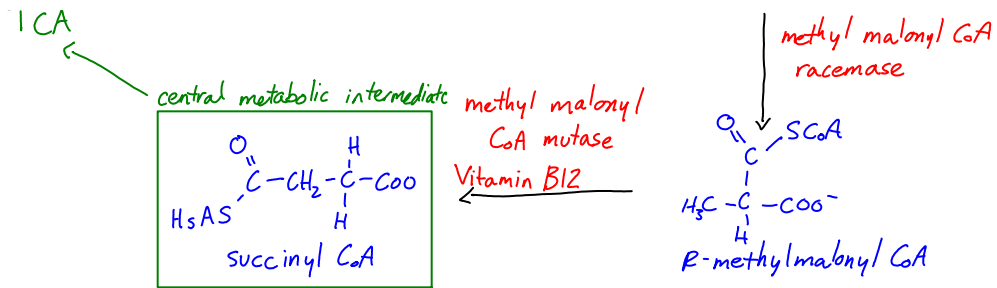 ICA
methyl malonyl CoA
racemase
central metabolic intermediate
methyl malonyl
CoA mutase
Vitamin B12
O
C-CH2-C-COO
H
H
HsAS
succinyl CoA
O
SCoA
C
H3C-C-COO-
H
R-methylmalonyl CoA